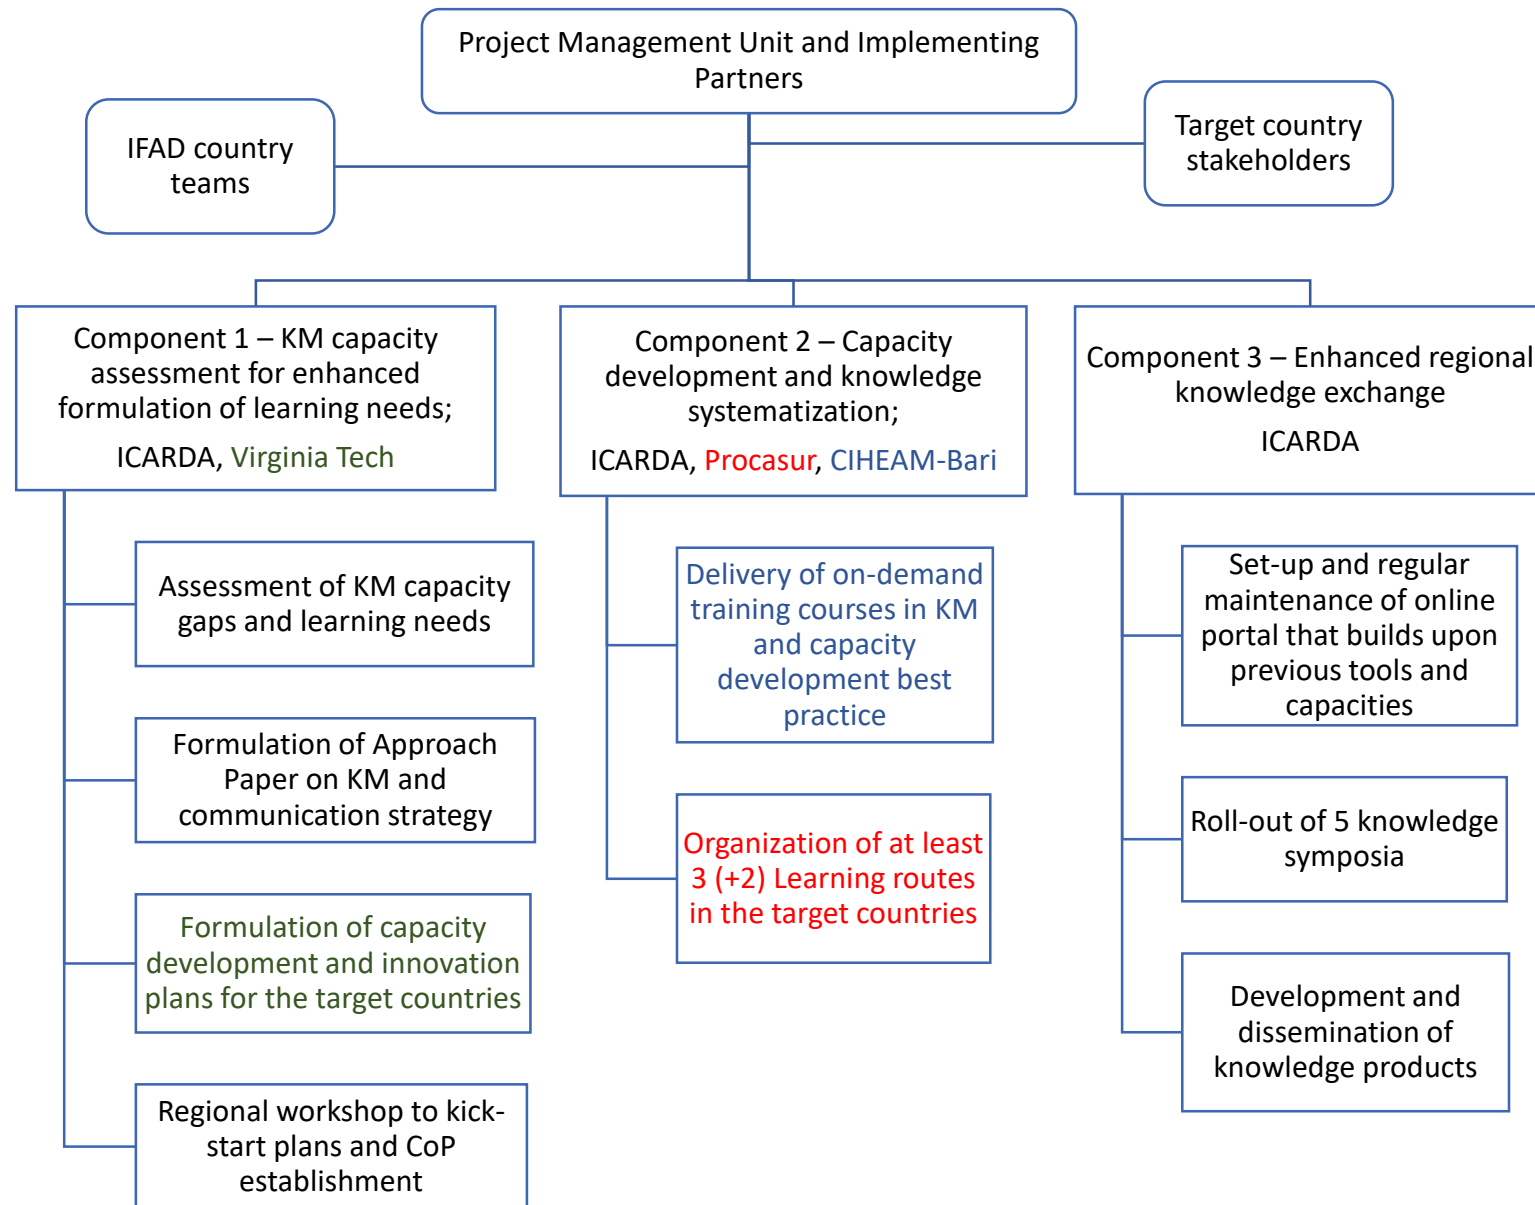 Project Management Unit and Implementing
Partners
IFAD country
teams
Target country
stakeholders
Component 1 – KM capacity
assessment for enhanced
formulation of learning needs;
ICARDA, Virginia Tech
Assessment of KM capacity
gaps and learning needs
Formulation of Approach
Paper on KM and
communication strategy
Formulation of capacity
development and innovation
plans for the target countries
Regional workshop to kick-
start plans and CoP
establishment
Component 2 – Capacity
development and knowledge
systematization;
ICARDA, Procasur, CIHEAM-Bari
Delivery of on-demand
training courses in KM
and capacity
development best
practice
Organization of at least
3 (+2) Learning routes
in the target countries
Component 3 – Enhanced regional
knowledge exchange
ICARDA
Set-up and regular
maintenance of online
portal that builds upon
previous tools and
capacities
Roll-out of 5 knowledge
symposia
Development and
dissemination of
knowledge products